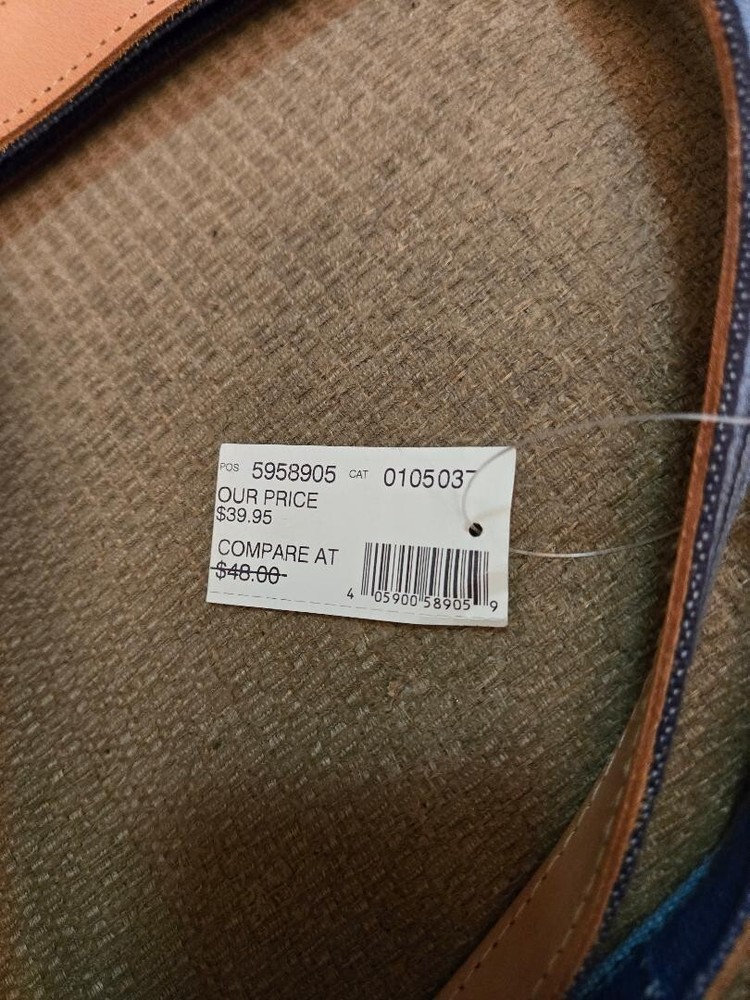 POS 5958905 CAT 0105037
OUR PRICE
$39.95
COMPARE AT
$48.00
4 05900 58905 9